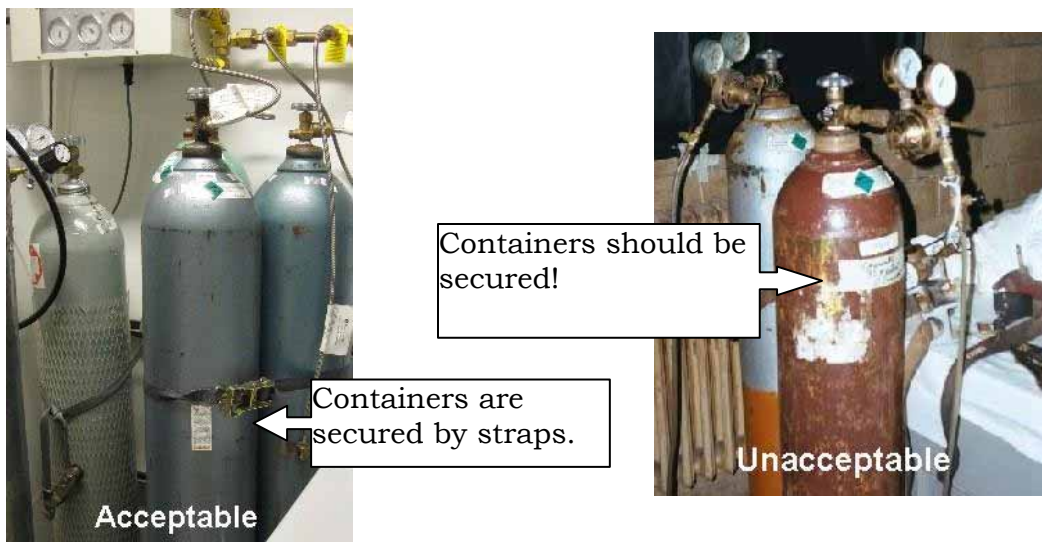 Containers should be
secured!
Containers are
secured by straps.
Acceptable
Unacceptable